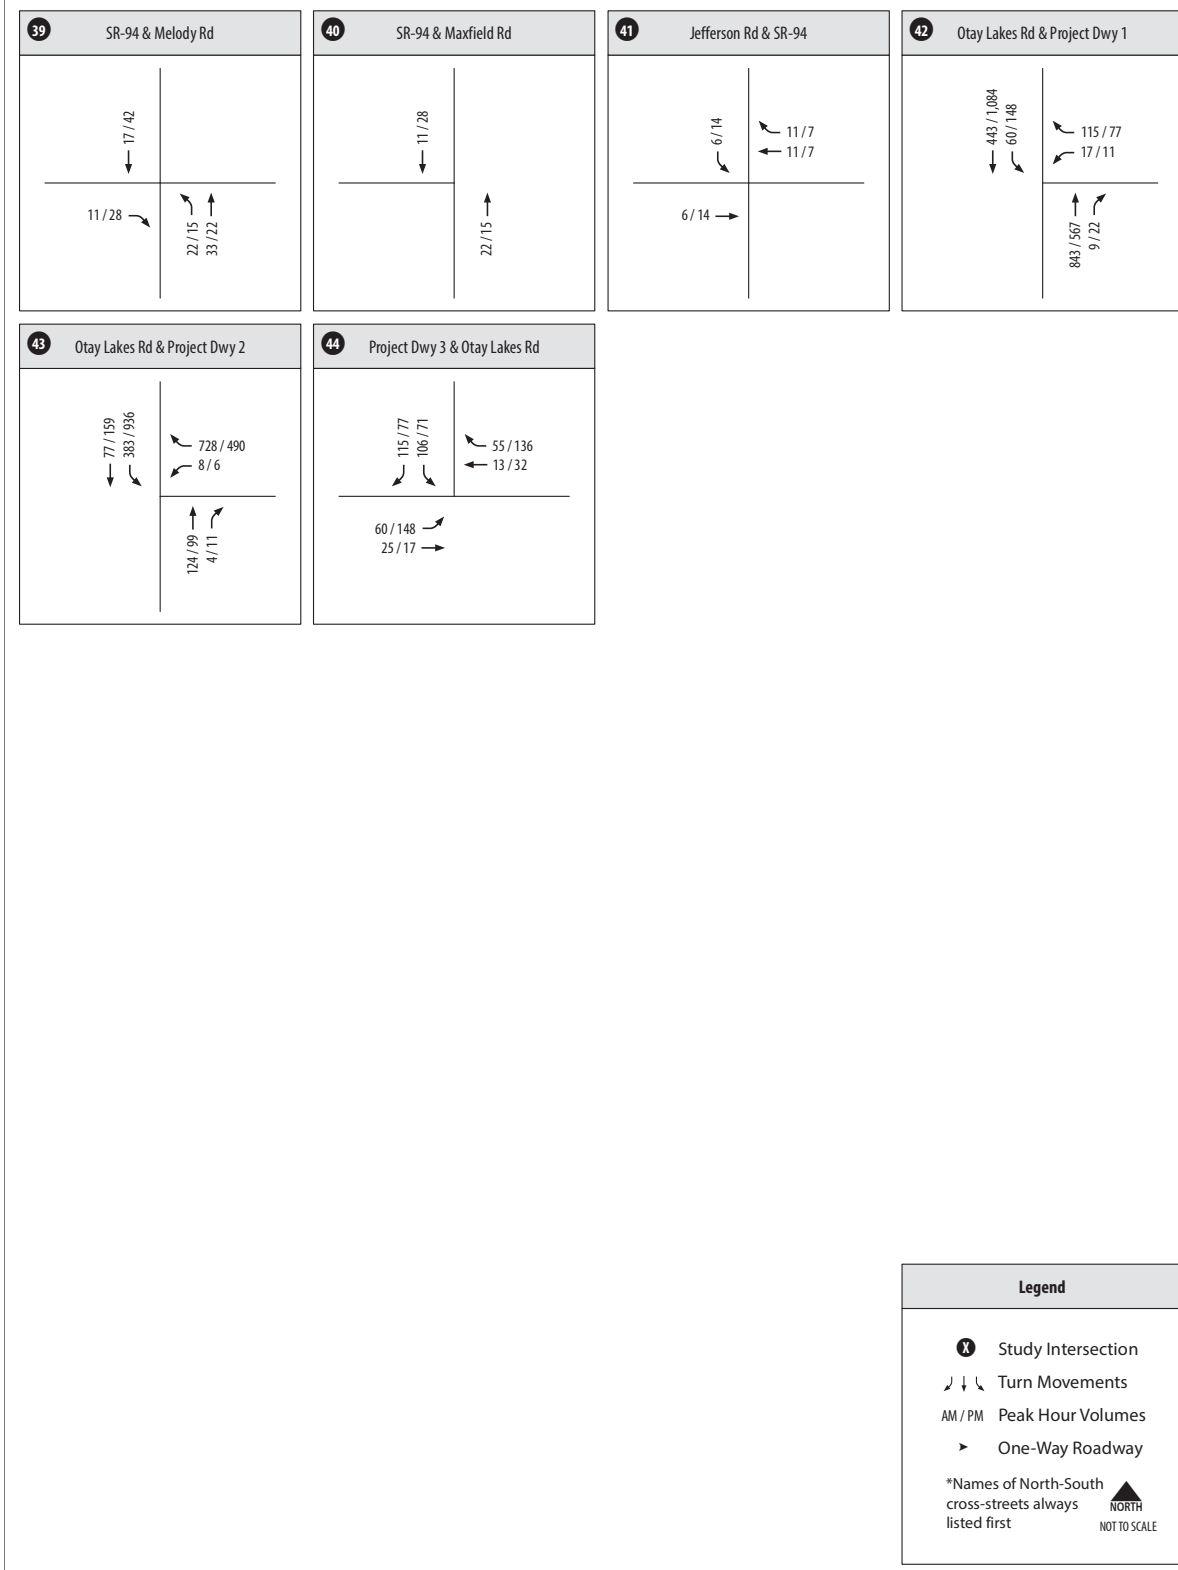 39 SR-94 & Melody Rd
17 / 42
11 / 28
22 / 15
33 / 22
40 SR-94 & Maxfield Rd
11 / 28
22 / 15
41 Jefferson Rd & SR-94
6 / 14
11 / 7
11 / 7
6 / 14
42 Otay Lakes Rd & Project Dwy 1
443 / 1,084
60 / 148
115 / 77
17 / 11
843 / 567
9 / 22
43 Otay Lakes Rd & Project Dwy 2
77 / 159
383 / 936
728 / 490
8 / 6
124 / 99
4 / 11
44 Project Dwy 3 & Otay Lakes Rd
115 / 77
106 / 71
55 / 136
13 / 32
60 / 148
25 / 17
Legend
X Study Intersection
Turn Movements
AM / PM Peak Hour Volumes
One-Way Roadway
*Names of North-South
cross-streets always
listed first
NORTH
NOT TO SCALE